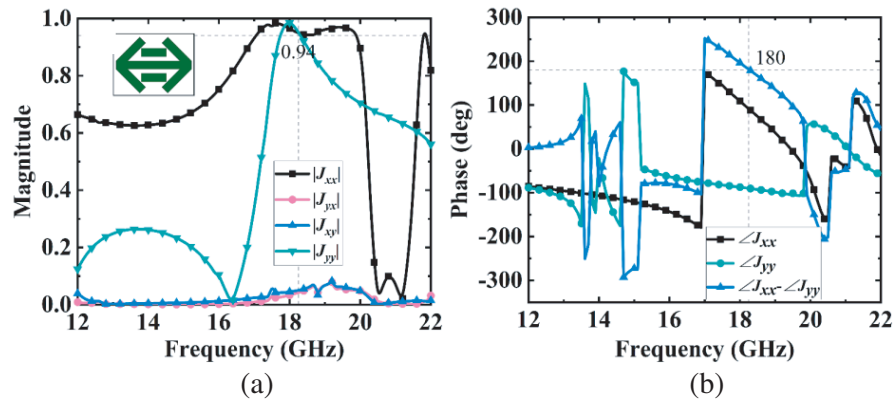 1.0
0.8
0.6
0.4
0.2
0.0
Magnitude
0.94
|Jxx|
|Jyx|
|Jxy|
|Jyy|
12 14 16 18 20 22
Frequency (GHz)
(a)
300
200
100
0
-100
-200
-300
Phase (deg)
180
∠Jxx
∠Jyy
∠Jxx-∠Jyy
12 14 16 18 20 22
Frequency (GHz)
(b)